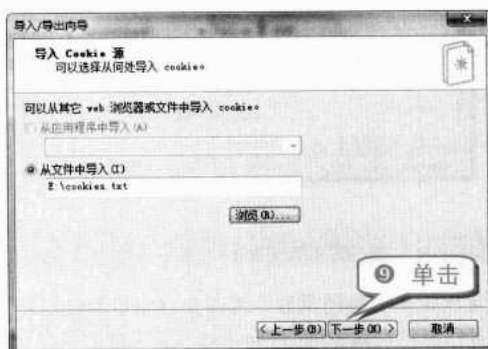 导入/导出向导
导入 Cookie 源
可以选择从何处导入 cookie。
可以从其它 web 浏览器或文件中导入 cookie。
从应用程序中导入(A)
从文件中导入(I)
E:\cookies.txt
浏览(R)...
❾ 单击
<上一步(B) 下一步(N)> 取消